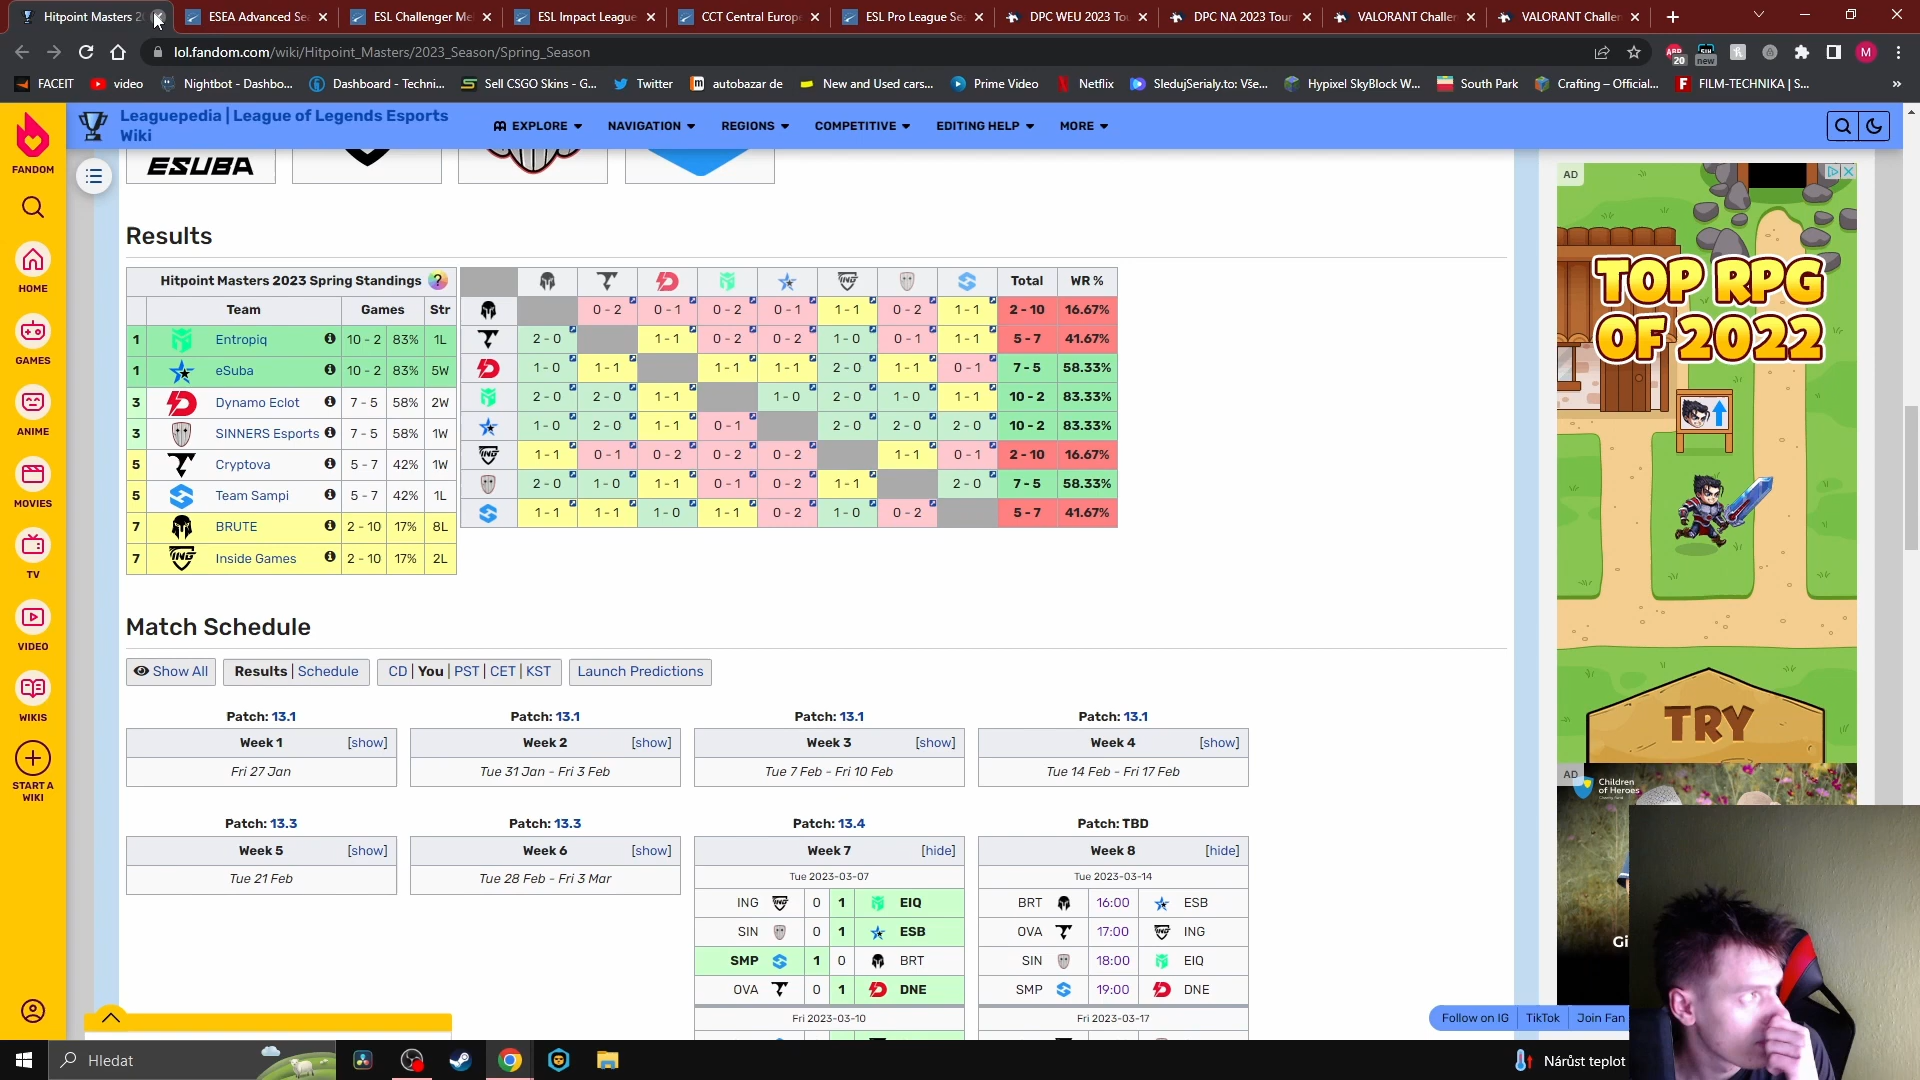 Hitpoint Masters 2
ESEA Advanced Se
ESL Challenger Me
ESL Impact League
CCT Central Europ
ESL Pro League Se
DPC WEU 2023 Tou
DPC NA 2023 Tour
VALORANT Challe
VALORANT Challe
lol.fandom.com/wiki/Hitpoint_Masters/2023_Season/Spring_Season
20
new
M
FACEIT
video
Nightbot - Dashbo...
Dashboard - Techni...
Sell CSGO Skins - G...
Twitter
autobazar de
New and Used cars...
Prime Video
Netflix
SledujSerialy.to: Vše...
Hypixel SkyBlock W...
South Park
Crafting – Official...
FILM-TECHNIKA | S...
»
FANDOM
HOME
GAMES
ANIME
MOVIES
TV
VIDEO
WIKIS
START A
WIKI
Leaguepedia | League of Legends Esports
Wiki
EXPLORE
NAVIGATION
REGIONS
COMPETITIVE
EDITING HELP
MORE
ESUBA
Results
Hitpoint Masters 2023 Spring Standings ?
Team Games Str
1 Entropiq 10 - 2 83% 1L
1 eSuba 10 - 2 83% 5W
3 Dynamo Eclot 7 - 5 58% 2W
3 SINNERS Esports 7 - 5 58% 1W
5 Cryptova 5 - 7 42% 1W
5 Team Sampi 5 - 7 42% 1L
7 BRUTE 2 - 10 17% 8L
7 Inside Games 2 - 10 17% 2L
Total WR %
0 - 2 0 - 1 0 - 2 0 - 1 1 - 1 0 - 2 1 - 1 2 - 10 16.67%
2 - 0 1 - 1 0 - 2 0 - 2 1 - 0 0 - 1 1 - 1 5 - 7 41.67%
1 - 0 1 - 1 1 - 1 1 - 1 2 - 0 1 - 1 0 - 1 7 - 5 58.33%
2 - 0 2 - 0 1 - 1 1 - 0 2 - 0 1 - 0 1 - 1 10 - 2 83.33%
1 - 0 2 - 0 1 - 1 0 - 1 2 - 0 2 - 0 2 - 0 10 - 2 83.33%
1 - 1 0 - 1 0 - 2 0 - 2 0 - 2 1 - 1 0 - 1 2 - 10 16.67%
2 - 0 1 - 0 1 - 1 0 - 1 0 - 2 1 - 1 2 - 0 7 - 5 58.33%
1 - 1 1 - 1 1 - 0 1 - 1 0 - 2 1 - 0 0 - 2 5 - 7 41.67%
Match Schedule
Show All
Results | Schedule
CD | You | PST | CET | KST
Launch Predictions
Patch: 13.1
Week 1 [show]
Fri 27 Jan
Patch: 13.1
Week 2 [show]
Tue 31 Jan - Fri 3 Feb
Patch: 13.1
Week 3 [show]
Tue 7 Feb - Fri 10 Feb
Patch: 13.1
Week 4 [show]
Tue 14 Feb - Fri 17 Feb
Patch: 13.3
Week 5 [show]
Tue 21 Feb
Patch: 13.3
Week 6 [show]
Tue 28 Feb - Fri 3 Mar
Patch: 13.4
Week 7 [hide]
Tue 2023-03-07
ING 0 1 EIQ
SIN 0 1 ESB
SMP 1 0 BRT
OVA 0 1 DNE
Fri 2023-03-10
Patch: TBD
Week 8 [hide]
Tue 2023-03-14
BRT 16:00 ESB
OVA 17:00 ING
SIN 18:00 EIQ
SMP 19:00 DNE
Fri 2023-03-17
AD
TOP RPG
OF 2022
TRY
AD
Children
of Heroes
Gi
Follow on IG
TikTok
Join Fan
Hledat
Nárůst teplot